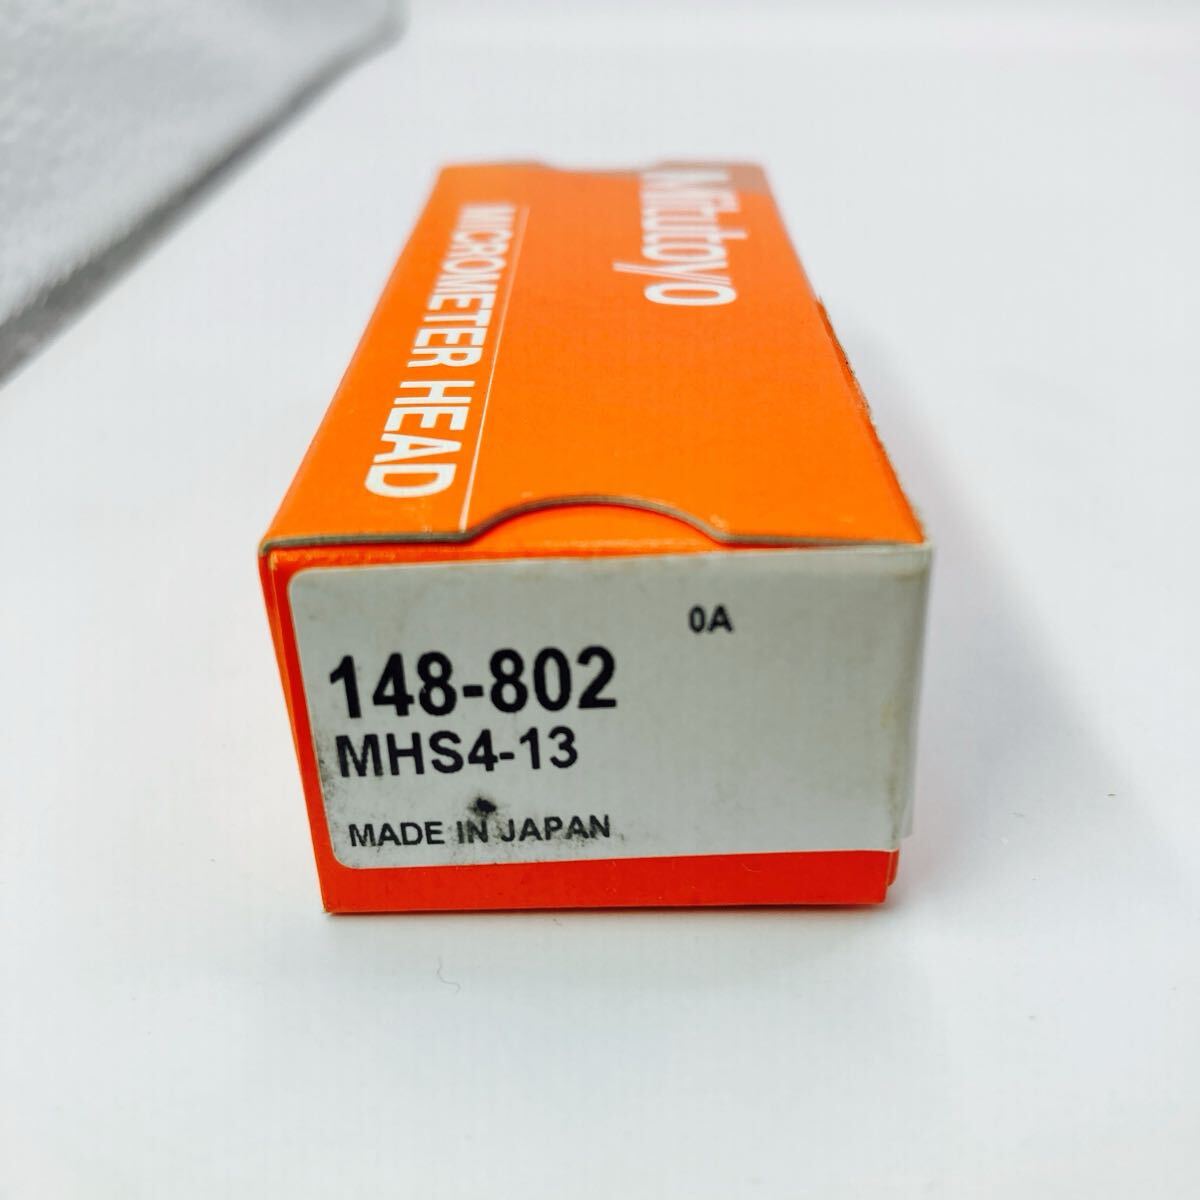 Mitutoyo
MICROMETER HEAD
0A
148-802
MHS4-13
MADE IN JAPAN